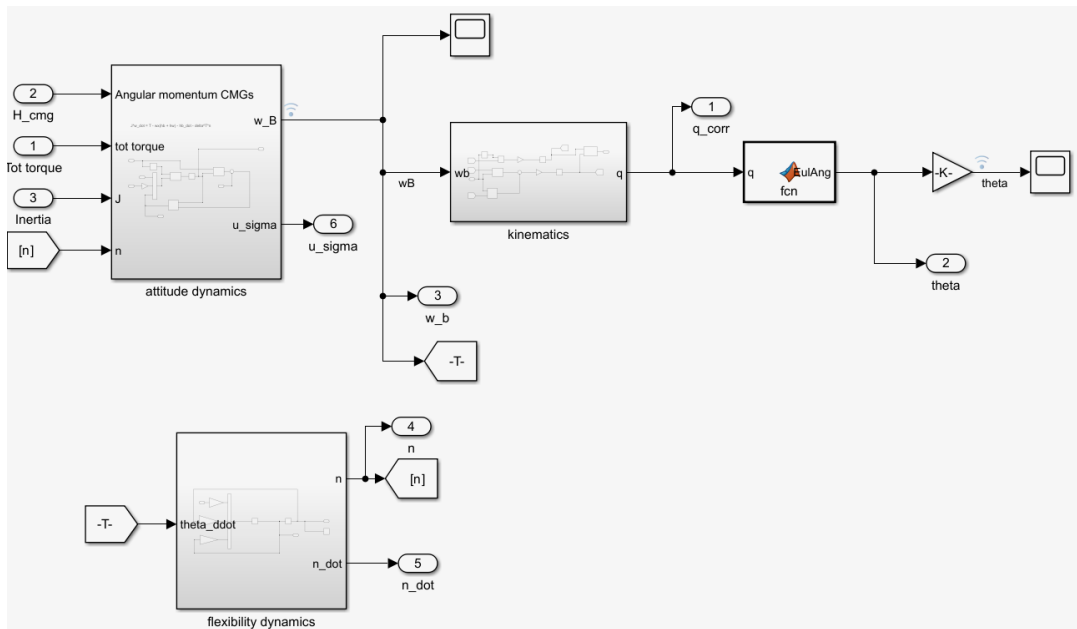 2
H_cmg
1
Tot torque
3
Inertia
[n]
Angular momentum CMGs
tot torque
J
n
w_B
u_sigma
attitude dynamics
6
u_sigma
wB
wb
q
kinematics
1
q_corr
q
EulAng
fcn
-K-
theta
2
theta
3
w_b
-T-
-T-
theta_ddot
n
n_dot
flexibility dynamics
4
n
[n]
5
n_dot